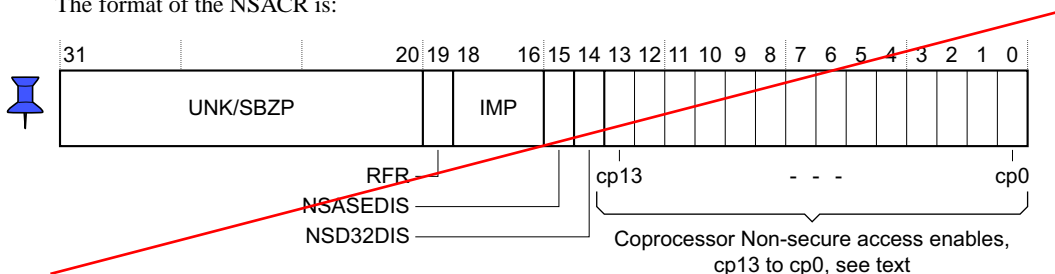 The format of the NSACR is:
31 20 19 18 16 15 14 13 12 11 10 9 8 7 6 5 4 3 2 1 0
UNK/SBZP IMP
RFR cp13 - - - cp0
NSASEDIS
NSD32DIS
Coprocessor Non-secure access enables,
cp13 to cp0, see text